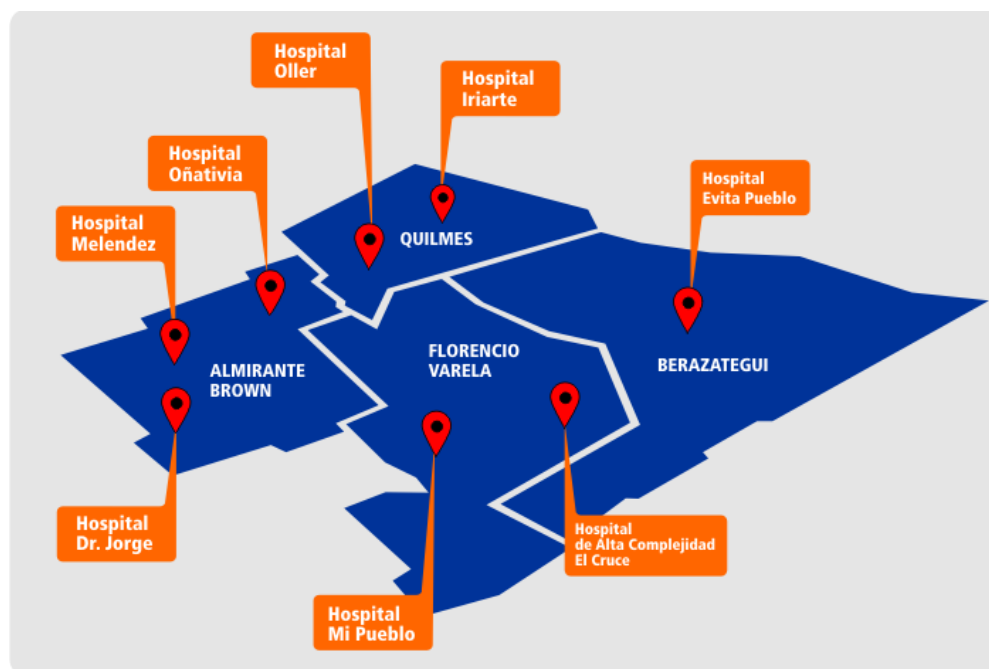 Hospital
Oller
Hospital
Iriarte
Hospital
Oñativia
Hospital
Evita Pueblo
Hospital
Melendez
QUILMES
FLORENCIO
VARELA
BERAZATEGUI
ALMIRANTE
BROWN
Hospital
Dr. Jorge
Hospital
de Alta Complejidad
El Cruce
Hospital
Mi Pueblo